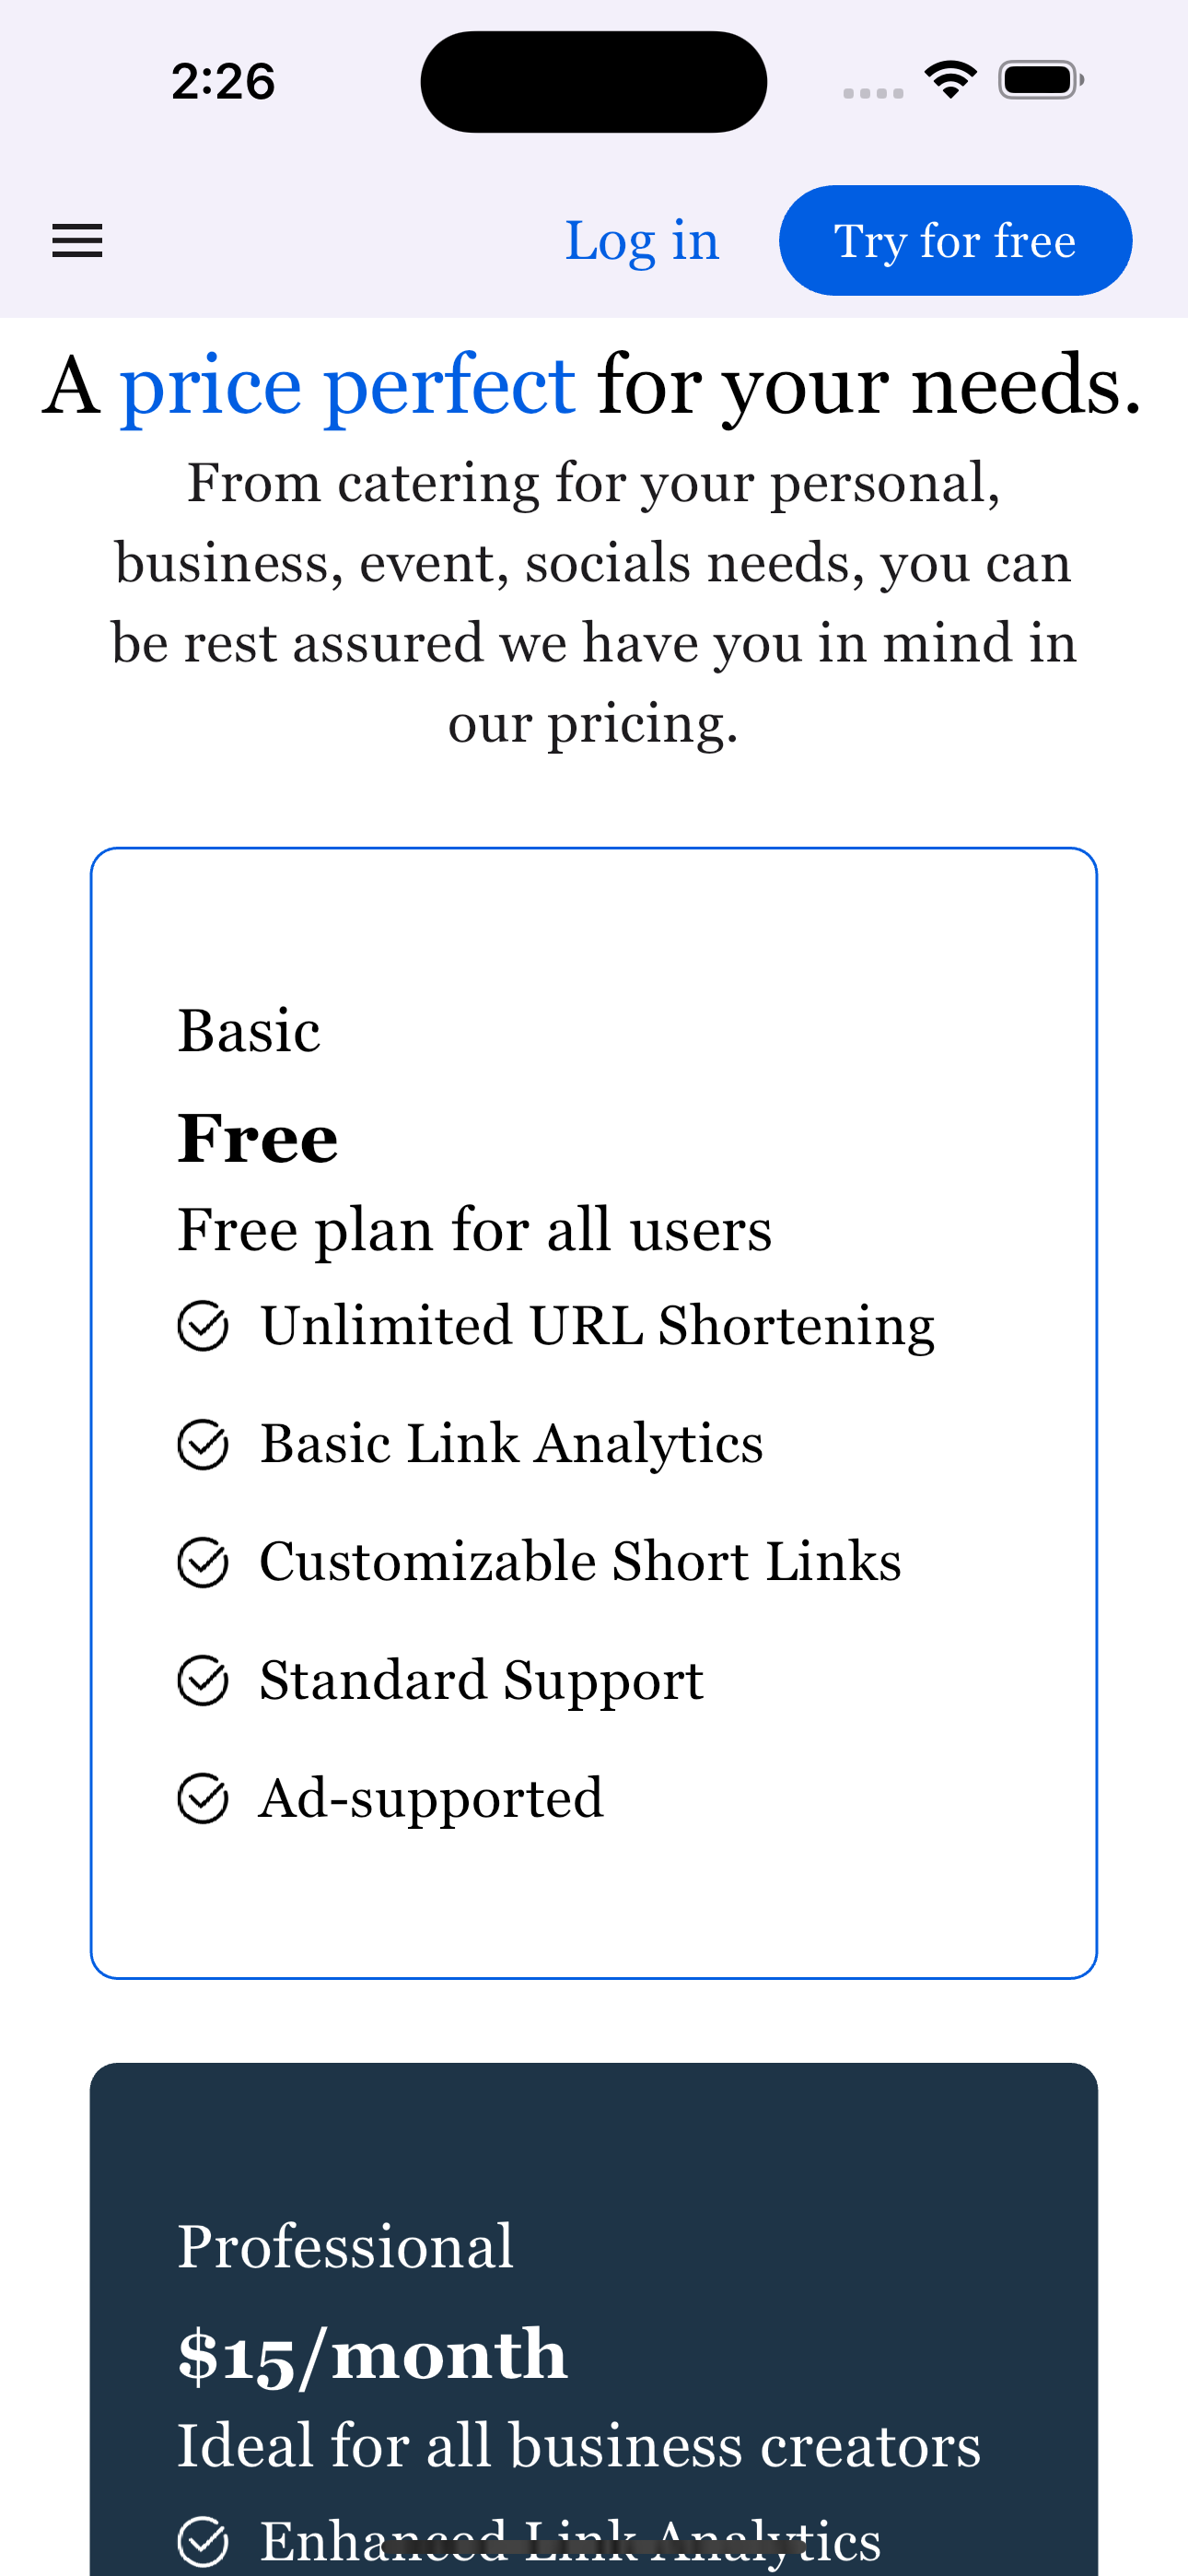 2:26
Log in
Try for free
A price perfect for your needs.
From catering for your personal,
business, event, socials needs, you can
be rest assured we have you in mind in
our pricing.
Basic
Free
Free plan for all users
Unlimited URL Shortening
Basic Link Analytics
Customizable Short Links
Standard Support
Ad-supported
Professional
$15/month
Ideal for all business creators
Enhanced Link Analytics